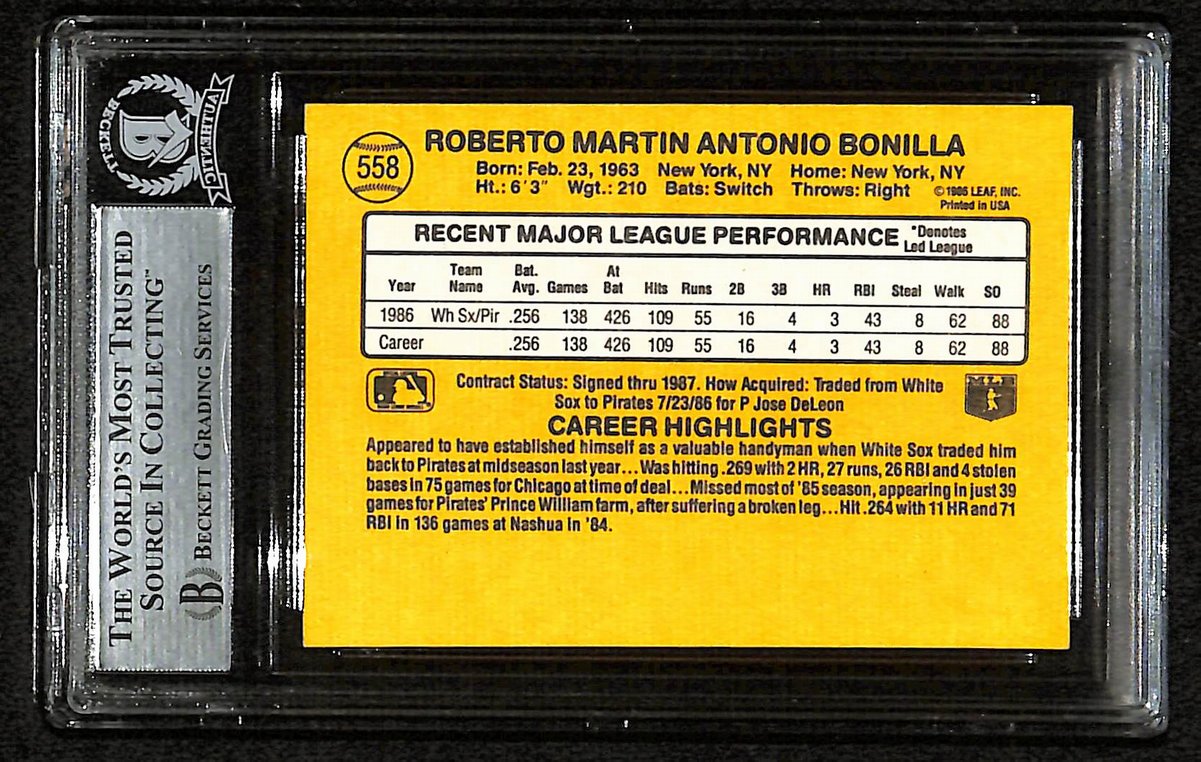 BECKETT
AUTHENTIC
B
THE WORLD'S MOST TRUSTED
SOURCE IN COLLECTING™
B BECKETT GRADING SERVICES
558
ROBERTO MARTIN ANTONIO BONILLA
Born: Feb. 23, 1963 New York, NY Home: New York, NY
Ht.: 6'3" Wgt.: 210 Bats: Switch Throws: Right © 1986 LEAF, INC.
Printed in USA
RECENT MAJOR LEAGUE PERFORMANCE *Denotes
Led League
Team Bat. At
Year Name Avg. Games Bat Hits Runs 2B 3B HR RBI Steal Walk SO
1986 Wh Sx/Pir .256 138 426 109 55 16 4 3 43 8 62 88
Career .256 138 426 109 55 16 4 3 43 8 62 88
Contract Status: Signed thru 1987. How Acquired: Traded from White
Sox to Pirates 7/23/86 for P Jose DeLeon
MLB
CAREER HIGHLIGHTS
Appeared to have established himself as a valuable handyman when White Sox traded him
back to Pirates at midseason last year...Was hitting .269 with 2 HR, 27 runs, 26 RBI and 4 stolen
bases in 75 games for Chicago at time of deal...Missed most of '85 season, appearing in just 39
games for Pirates' Prince William farm, after suffering a broken leg...Hit .264 with 11 HR and 71
RBI in 136 games at Nashua in '84.